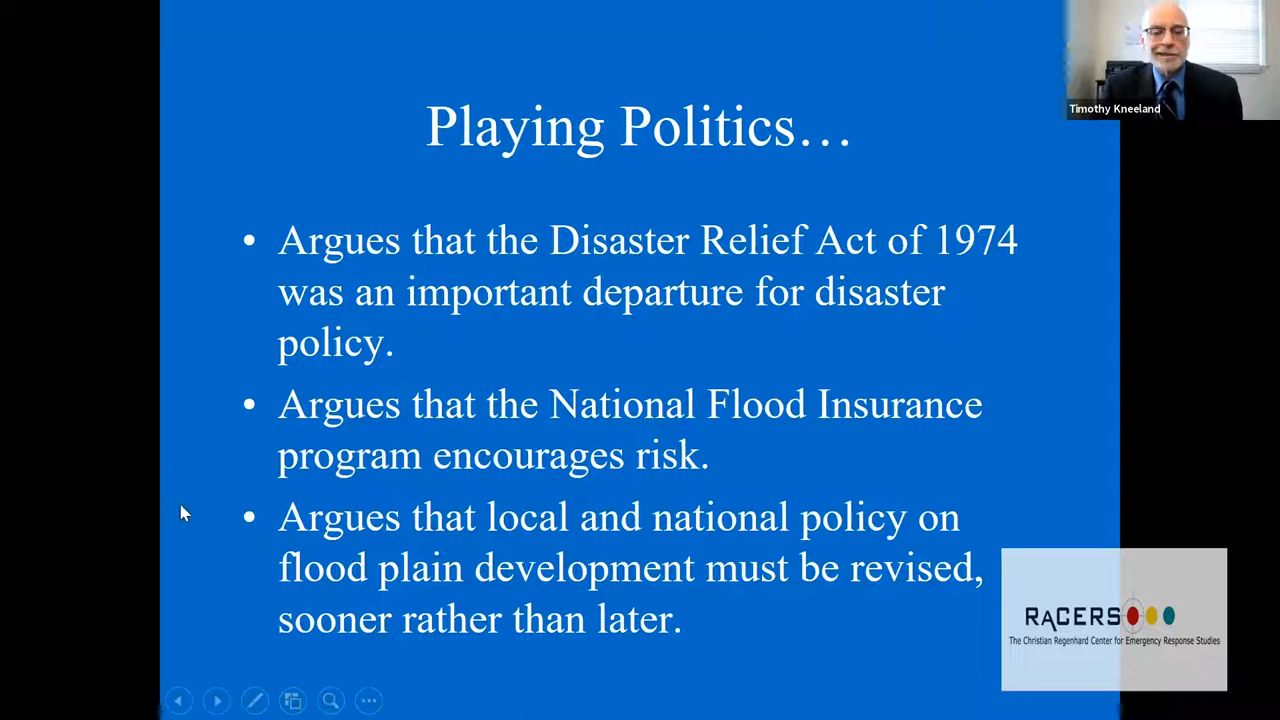 Timothy Kneeland
Playing Politics…
• Argues that the Disaster Relief Act of 1974
was an important departure for disaster
policy.
• Argues that the National Flood Insurance
program encourages risk.
• Argues that local and national policy on
flood plain development must be revised,
sooner rather than later.
RaCERS
The Christian Regenhard Center for Emergency Response Studies